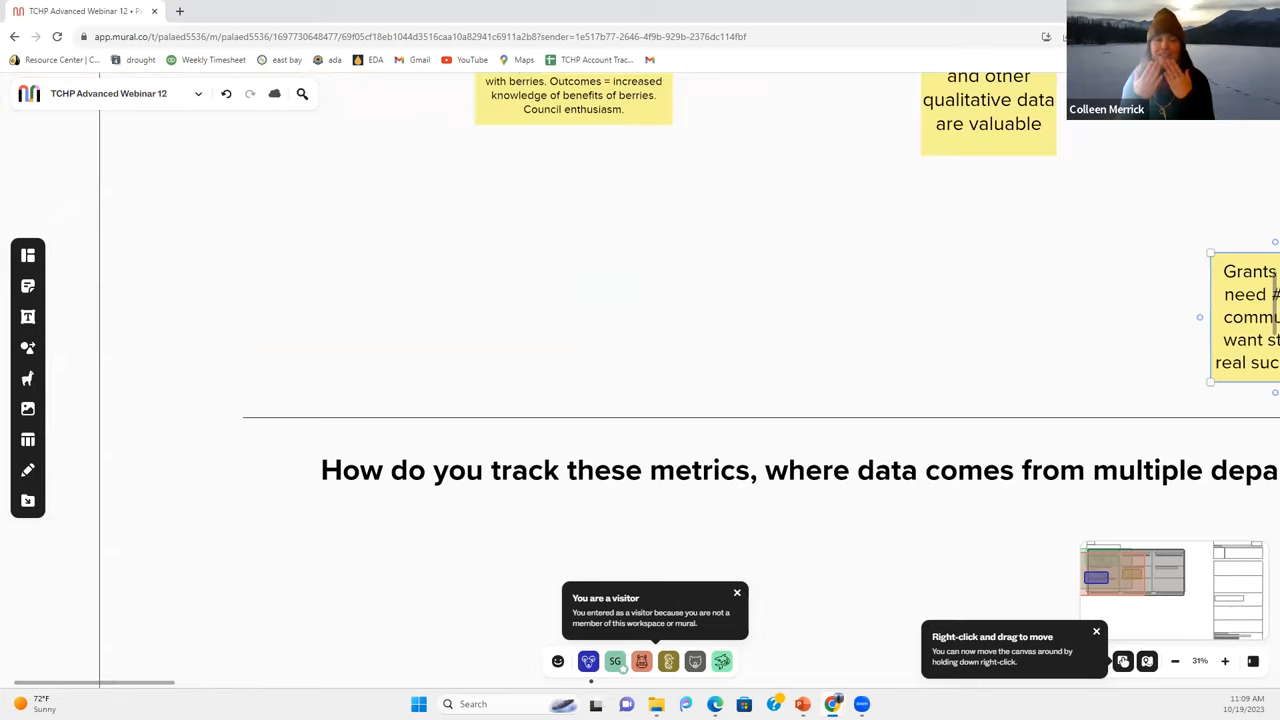 TCHP Advanced Webinar 12 • P
app.mural.co/t/palaed5536/m/palaed5536/1697730648477/69f05cf18eb1044d351caa10a82941c6911a2b8?sender=1e517b77-2646-4f9b-929b-2376dc114fbf
Resource Center | C...
drought
Weekly Timesheet
east bay
ada
EDA
Gmail
YouTube
Maps
TCHP Account Trac...
TCHP Advanced Webinar 12
with berries. Outcomes = increased
knowledge of benefits of berries.
Council enthusiasm.
and other
qualitative data
are valuable
Colleen Merrick
Grants
need #
commu
want st
real suc
How do you track these metrics, where data comes from multiple depa
You are a visitor
You entered as a visitor because you are not a
member of this workspace or mural.
Right-click and drag to move
You can now move the canvas around by
holding down right-click.
SG
31%
72°F
Sunny
Search
zoom
11:09 AM
10/19/2023